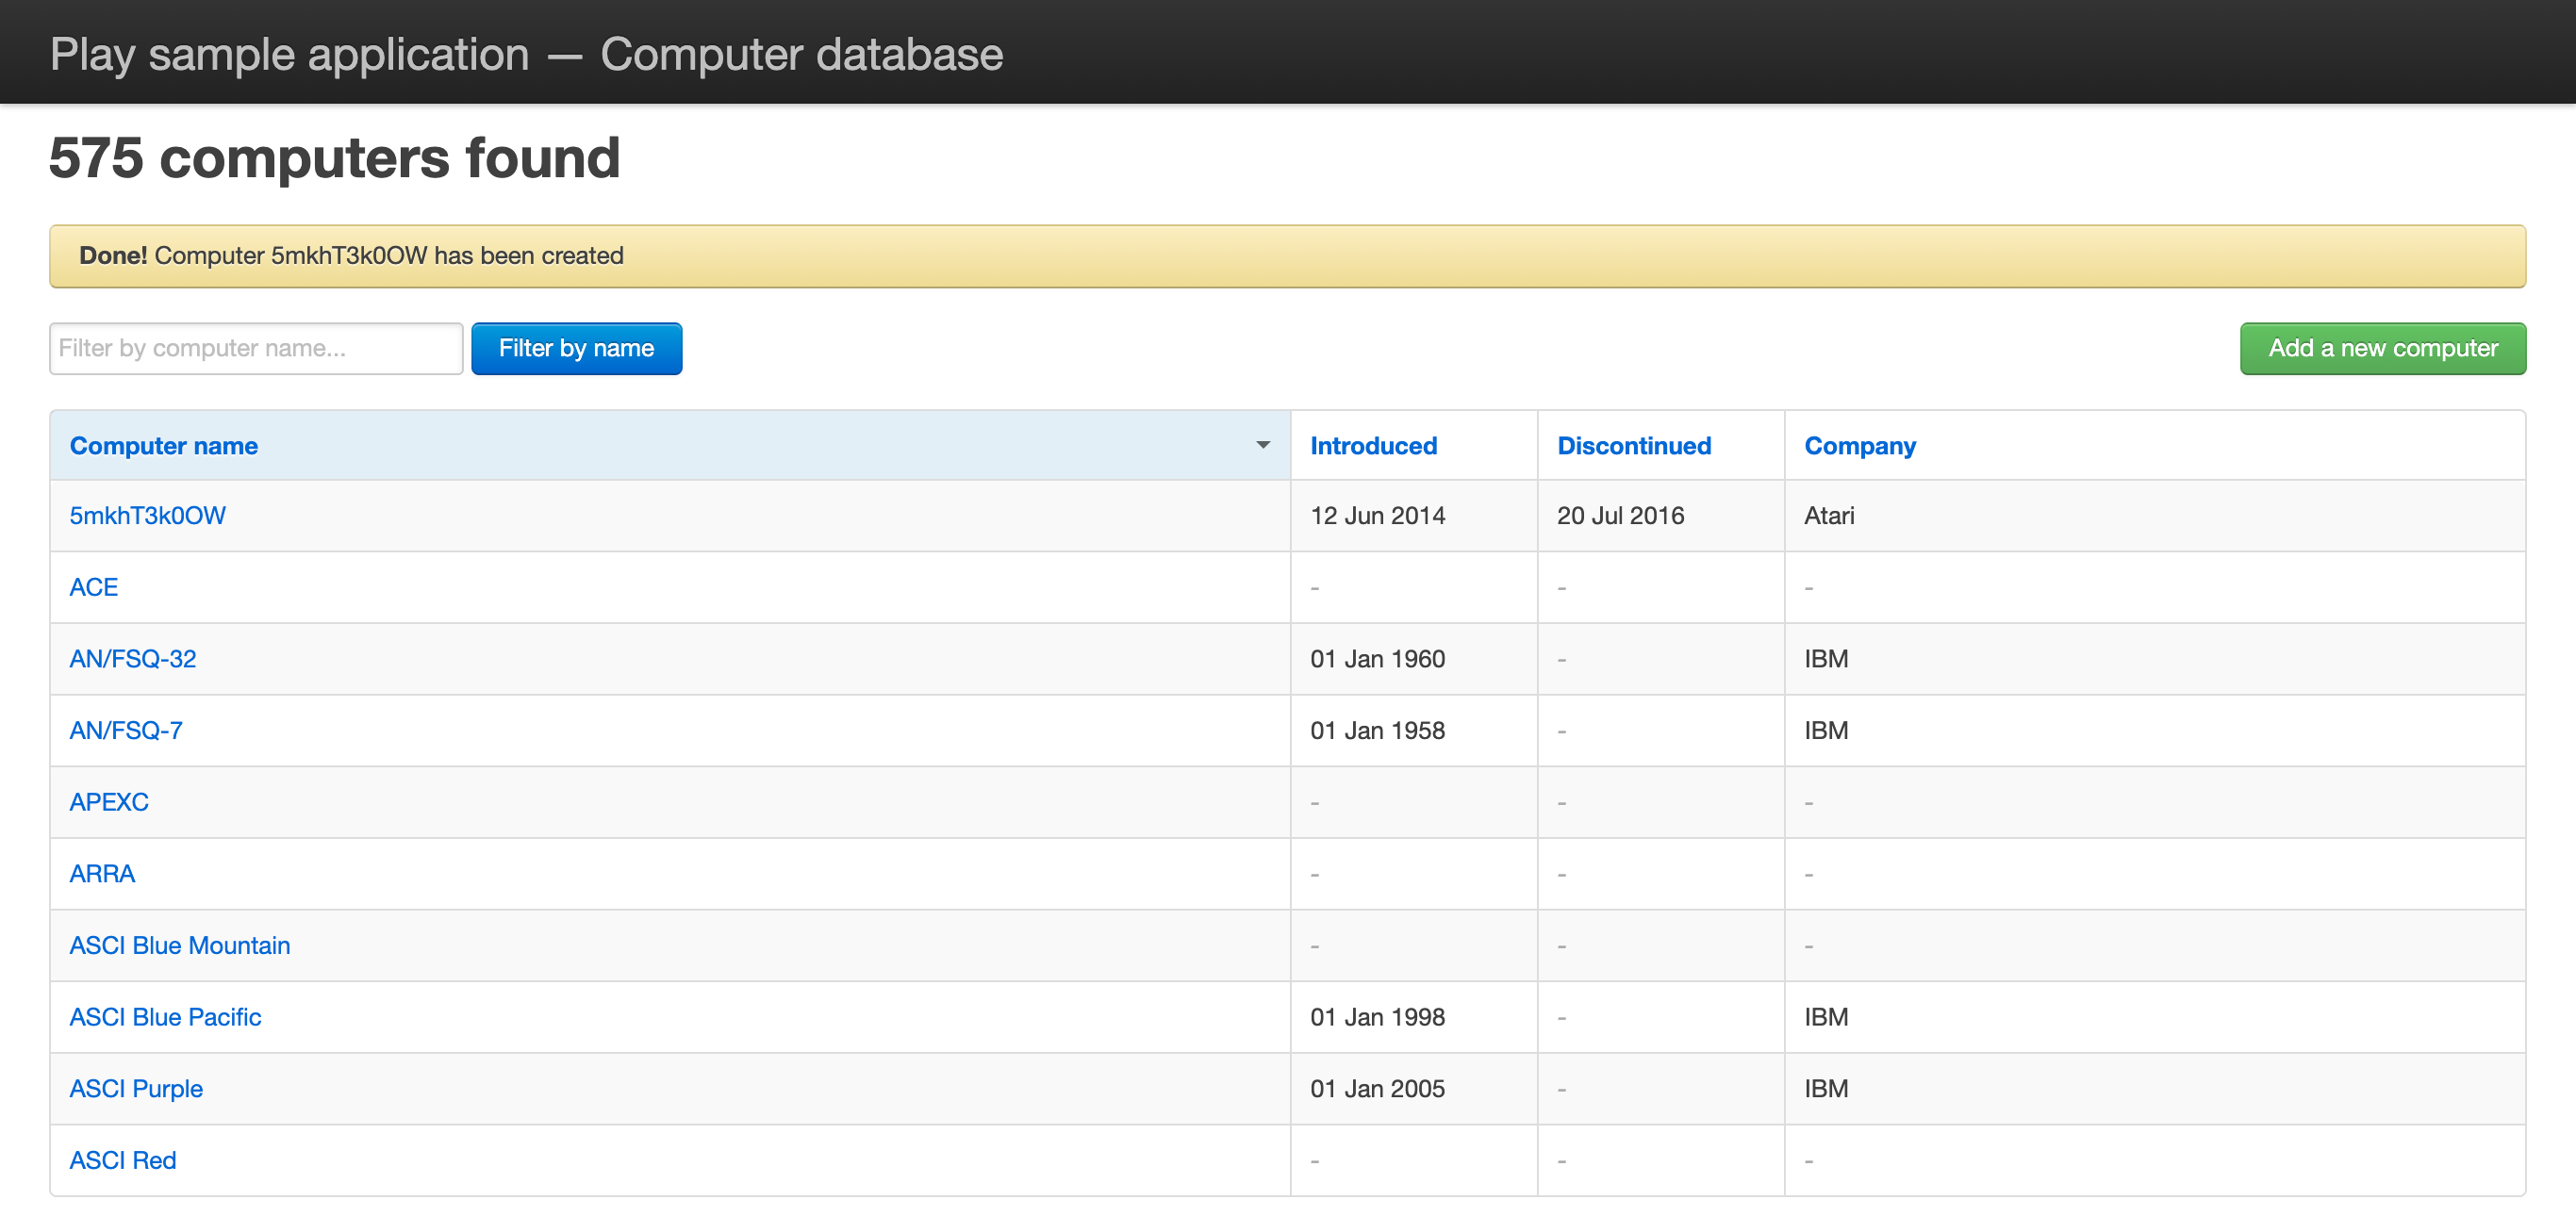 Play sample application — Computer database
575 computers found
Done! Computer 5mkhT3k0OW has been created
Filter by computer name... Filter by name Add a new computer
Computer name Introduced Discontinued Company
5mkhT3k0OW 12 Jun 2014 20 Jul 2016 Atari
ACE - - -
AN/FSQ-32 01 Jan 1960 - IBM
AN/FSQ-7 01 Jan 1958 - IBM
APEXC - - -
ARRA - - -
ASCI Blue Mountain - - -
ASCI Blue Pacific 01 Jan 1998 - IBM
ASCI Purple 01 Jan 2005 - IBM
ASCI Red - - -